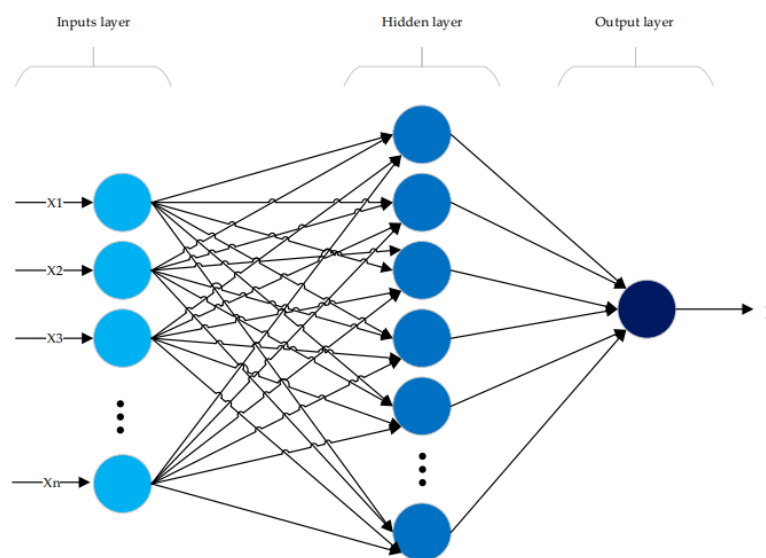 Inputs layer
Hidden layer
Output layer
X1
X2
X3
Xn